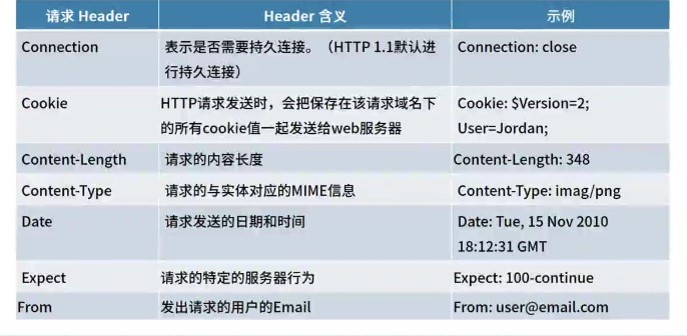 请求 Header Header 含义 示例
Connection 表示是否需要持久连接。（HTTP 1.1默认进 Connection: close
行持久连接）
Cookie HTTP请求发送时，会把保存在该请求域名下 Cookie: $Version=2;
的所有cookie值一起发送给web服务器 User=Jordan;
Content-Length 请求的内容长度 Content-Length: 348
Content-Type 请求的与实体对应的MIME信息 Content-Type: imag/png
Date 请求发送的日期和时间 Date: Tue, 15 Nov 2010
18:12:31 GMT
Expect 请求的特定的服务器行为 Expect: 100-continue
From 发出请求的用户的Email From: user@email.com